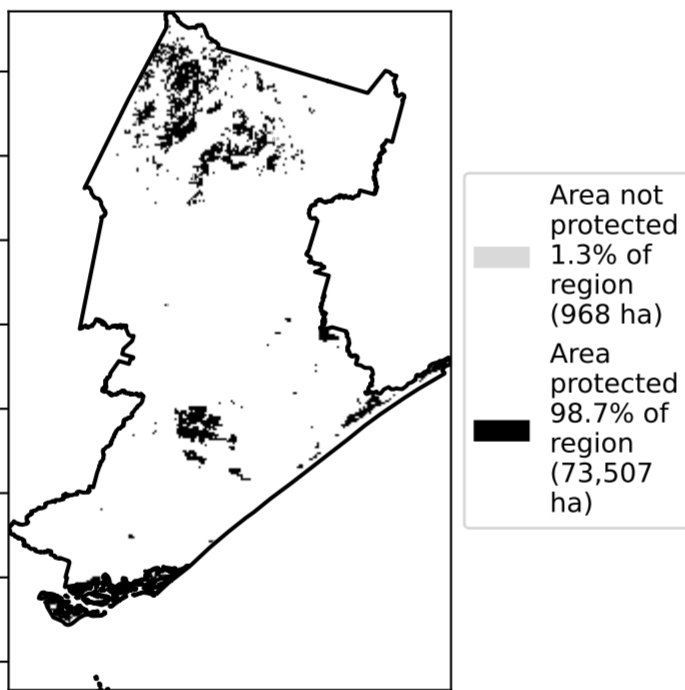 Area not
protected
1.3% of
region
(968 ha)
Area
protected
98.7% of
region
(73,507
ha)